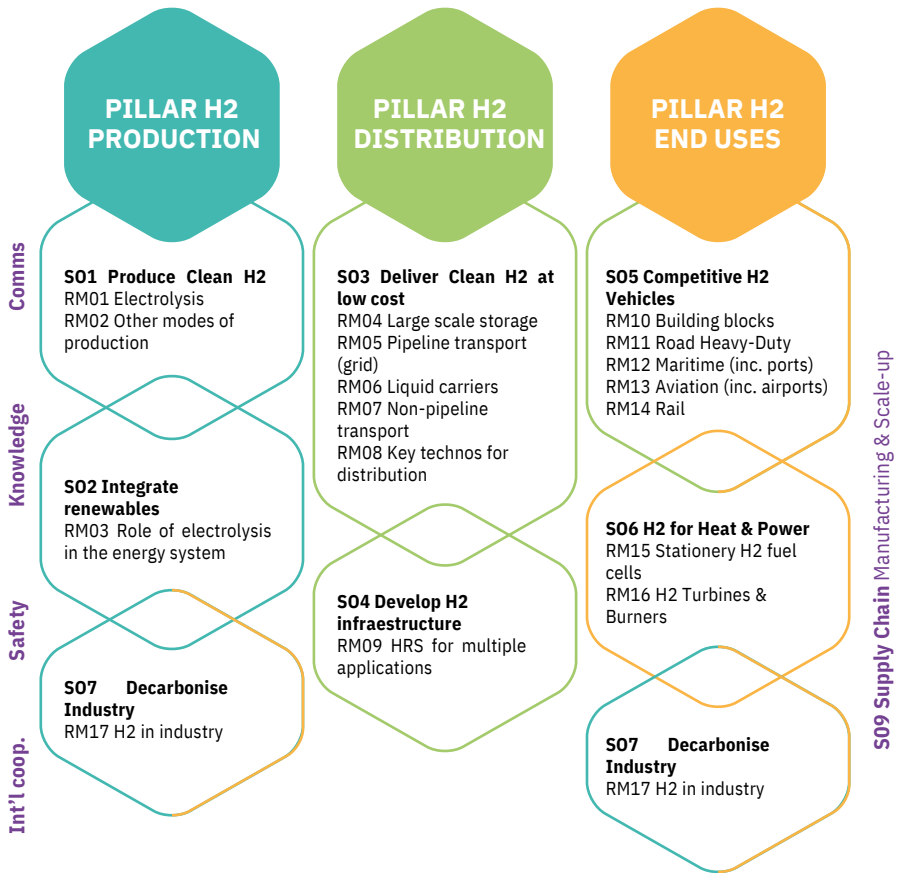 PILLAR H2
PRODUCTION
SO1 Produce Clean H2
RM01 Electrolysis
RM02 Other modes of
production
SO2 Integrate
renewables
RM03 Role of electrolysis
in the energy system
SO7 Decarbonise
Industry
RM17 H2 in industry
PILLAR H2
DISTRIBUTION
SO3 Deliver Clean H2 at
low cost
RM04 Large scale storage
RM05 Pipeline transport
(grid)
RM06 Liquid carriers
RM07 Non-pipeline
transport
RM08 Key technos for
distribution
SO4 Develop H2
infraestructure
RM09 HRS for multiple
applications
PILLAR H2
END USES
SO5 Competitive H2
Vehicles
RM10 Building blocks
RM11 Road Heavy-Duty
RM12 Maritime (inc. ports)
RM13 Aviation (inc. airports)
RM14 Rail
SO6 H2 for Heat & Power
RM15 Stationery H2 fuel
cells
RM16 H2 Turbines &
Burners
SO7 Decarbonise
Industry
RM17 H2 in industry
Comms
Knowledge
Safety
Int'l coop.
S09 Supply Chain Manufacturing & Scale-up